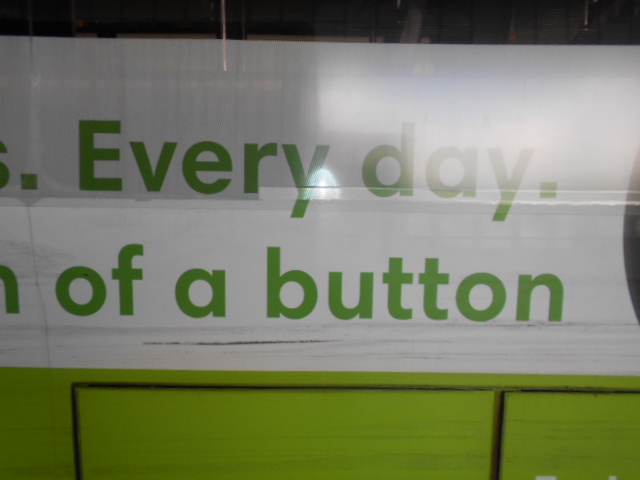 s. Every day.
n of a button